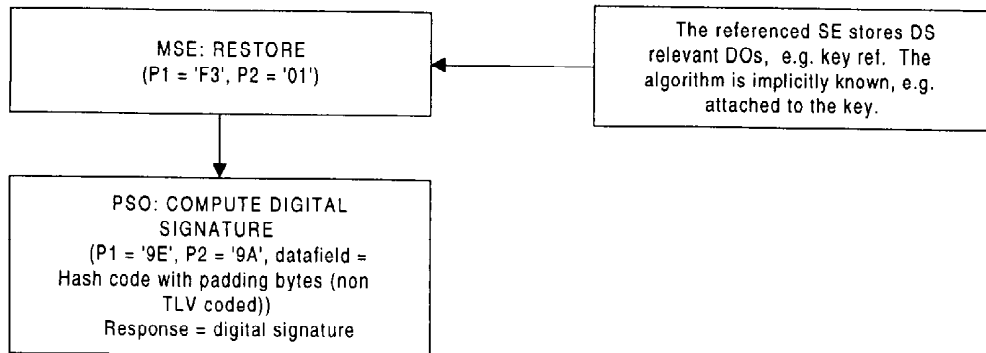 MSE: RESTORE
(P1 = 'F3', P2 = '01')
The referenced SE stores DS
relevant DOs, e.g. key ref. The
algorithm is implicitly known, e.g.
attached to the key.
PSO: COMPUTE DIGITAL
SIGNATURE
(P1 = '9E', P2 = '9A', datafield =
Hash code with padding bytes (non
TLV coded))
Response = digital signature